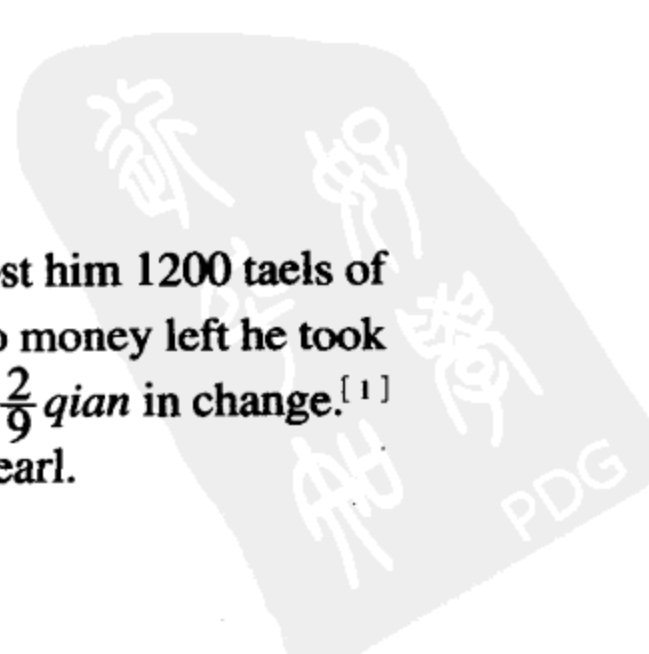 st him 1200 taels of
money left he took
2/9 qian in change.[1]
earl.
PDG